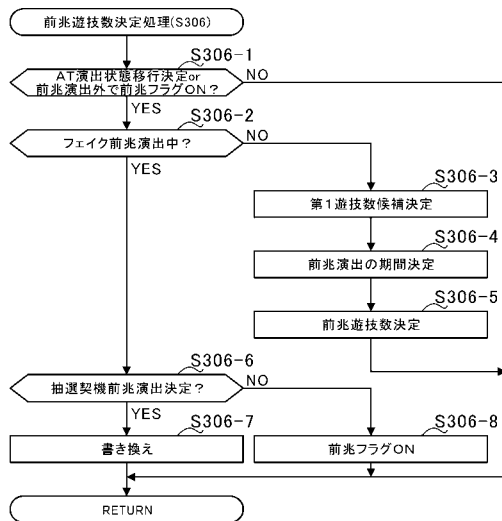 前兆遊技数決定処理(S306)
S306-1
AT演出状態移行決定or
前兆演出外で前兆フラグON?
NO
YES
S306-2
フェイク前兆演出中?
NO
YES
S306-3
第1遊技数候補決定
S306-4
前兆演出の期間決定
S306-5
前兆遊技数決定
S306-6
抽選契機前兆演出決定?
NO
YES
S306-7
書き換え
S306-8
前兆フラグON
RETURN